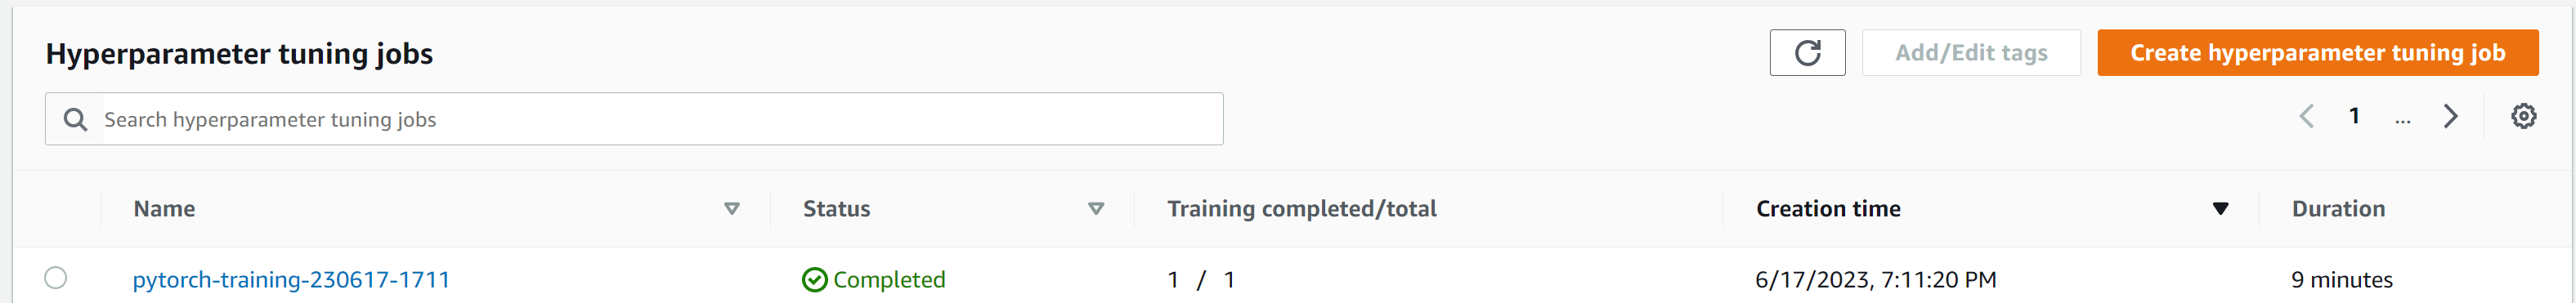 Hyperparameter tuning jobs
Add/Edit tags
Create hyperparameter tuning job
Search hyperparameter tuning jobs
1 ...
Name Status Training completed/total Creation time Duration
pytorch-training-230617-1711 Completed 1 / 1 6/17/2023, 7:11:20 PM 9 minutes